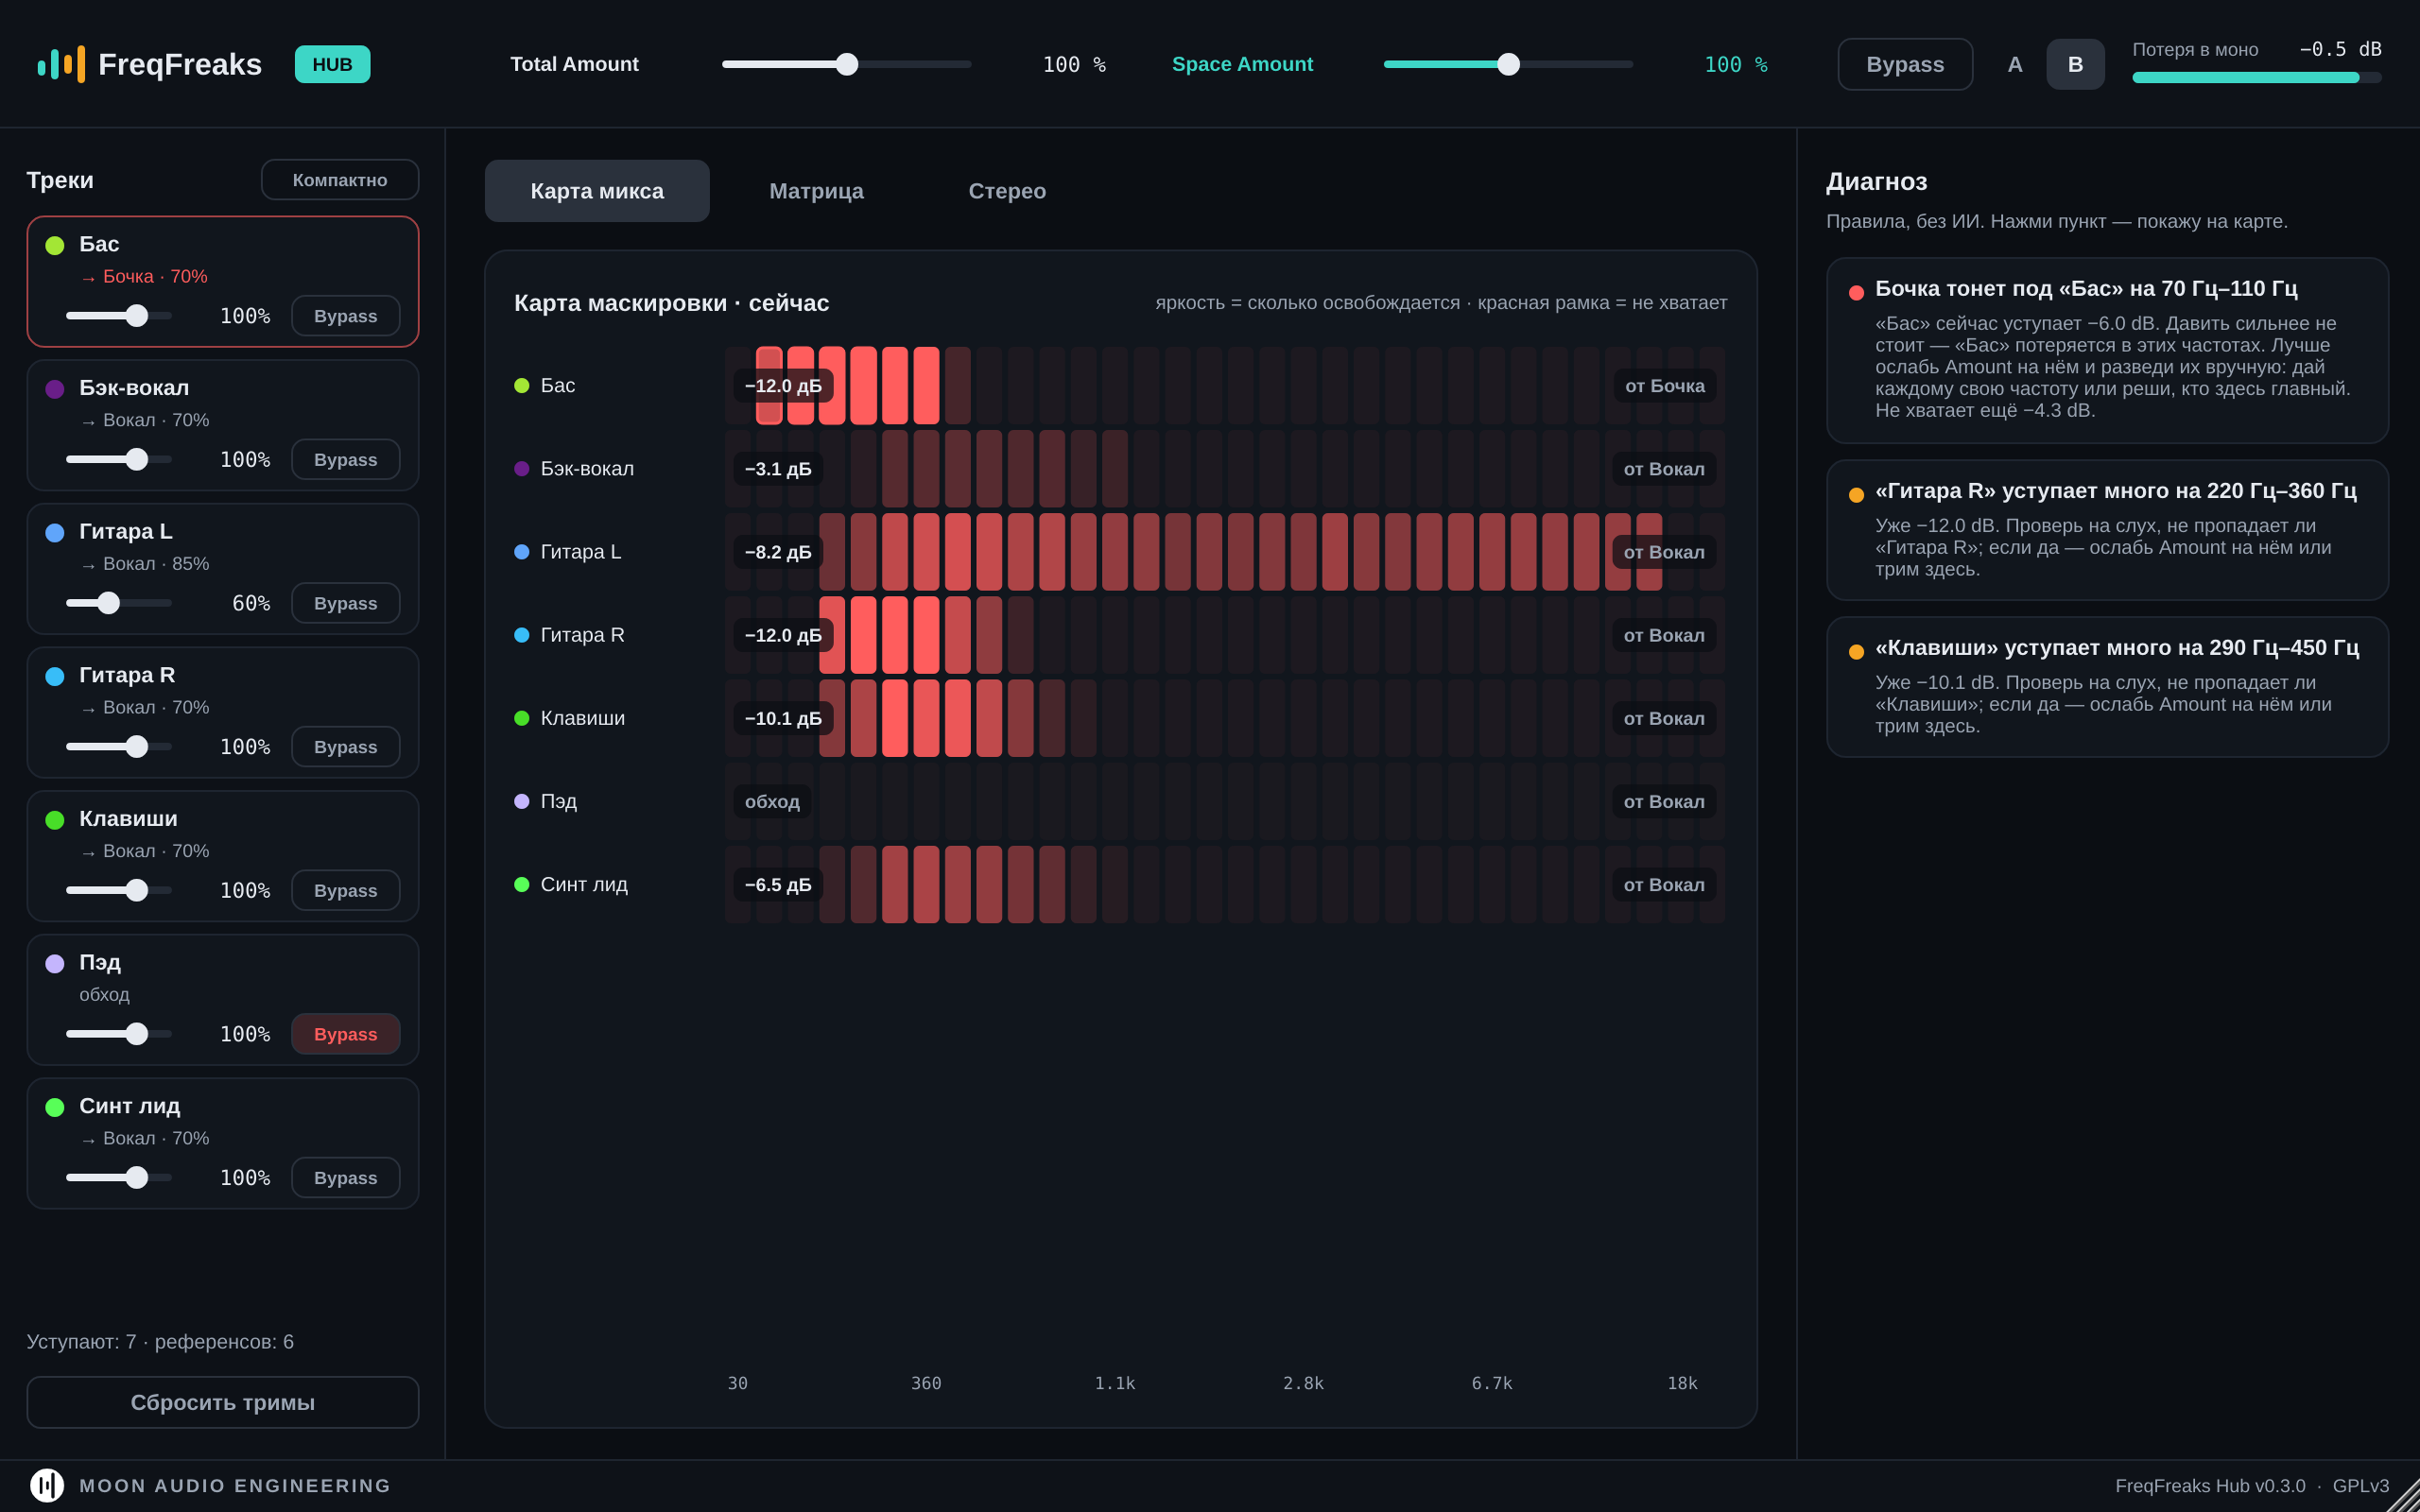 FreqFreaks
HUB
Total Amount
100 %
Space Amount
100 %
Bypass
A
B
Потеря в моно
−0.5 dB
Треки
Компактно
Бас
→ Бочка · 70%
100%
Bypass
Бэк-вокал
→ Вокал · 70%
100%
Bypass
Гитара L
→ Вокал · 85%
60%
Bypass
Гитара R
→ Вокал · 70%
100%
Bypass
Клавиши
→ Вокал · 70%
100%
Bypass
Пэд
обход
100%
Bypass
Синт лид
→ Вокал · 70%
100%
Bypass
Уступают: 7 · референсов: 6
Сбросить тримы
Карта микса
Матрица
Стерео
Карта маскировки · сейчас
яркость = сколько освобождается · красная рамка = не хватает
Бас
−12.0 дБ
от Бочка
Бэк-вокал
−3.1 дБ
от Вокал
Гитара L
−8.2 дБ
от Вокал
Гитара R
−12.0 дБ
от Вокал
Клавиши
−10.1 дБ
от Вокал
Пэд
обход
от Вокал
Синт лид
−6.5 дБ
от Вокал
30
360
1.1k
2.8k
6.7k
18k
Диагноз
Правила, без ИИ. Нажми пункт — покажу на карте.
Бочка тонет под «Бас» на 70 Гц–110 Гц
«Бас» сейчас уступает −6.0 dB. Давить сильнее не
стоит — «Бас» потеряется в этих частотах. Лучше
ослабь Amount на нём и разведи их вручную: дай
каждому свою частоту или реши, кто здесь главный.
Не хватает ещё −4.3 dB.
«Гитара R» уступает много на 220 Гц–360 Гц
Уже −12.0 dB. Проверь на слух, не пропадает ли
«Гитара R»; если да — ослабь Amount на нём или
трим здесь.
«Клавиши» уступает много на 290 Гц–450 Гц
Уже −10.1 dB. Проверь на слух, не пропадает ли
«Клавиши»; если да — ослабь Amount на нём или
трим здесь.
MOON AUDIO ENGINEERING
FreqFreaks Hub v0.3.0 · GPLv3